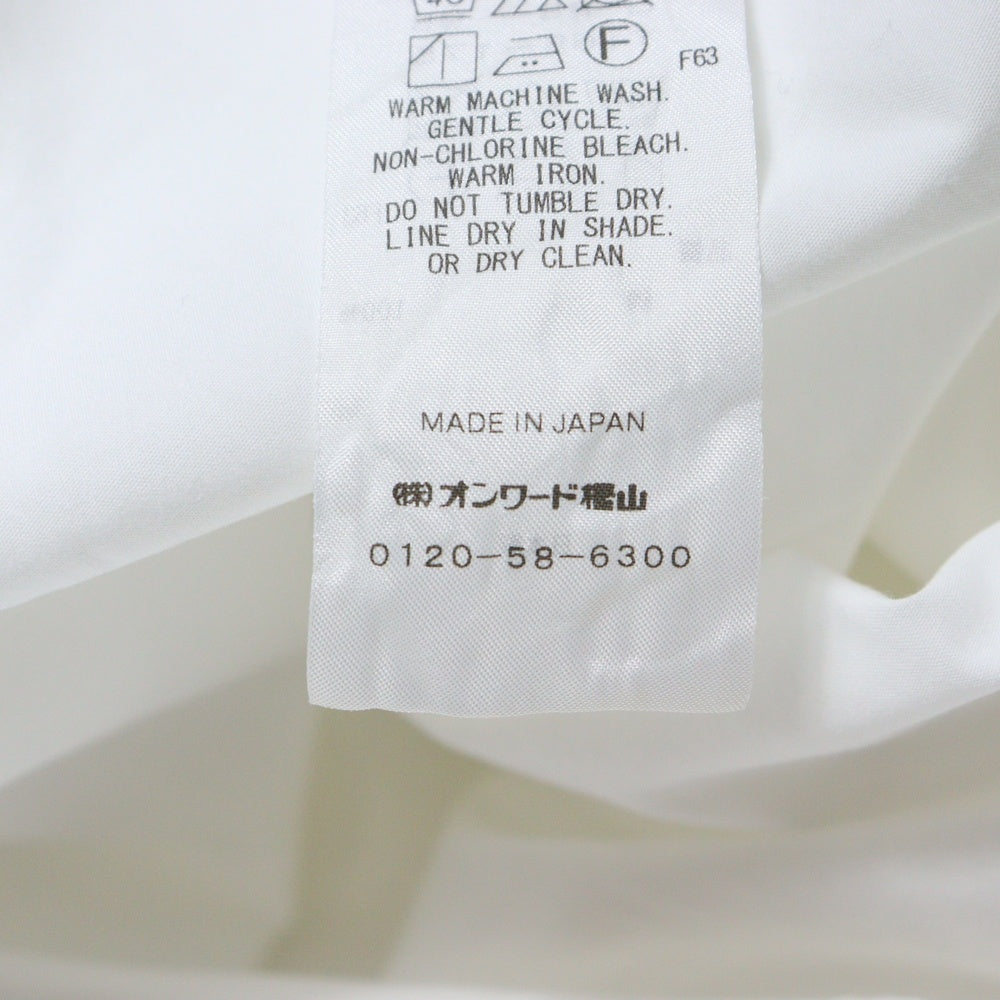 40
F
F63
WARM MACHINE WASH.
GENTLE CYCLE.
NON-CHLORINE BLEACH.
WARM IRON.
DO NOT TUMBLE DRY.
LINE DRY IN SHADE.
OR DRY CLEAN.
MADE IN JAPAN
㈱オンワード樫山
0120-58-6300